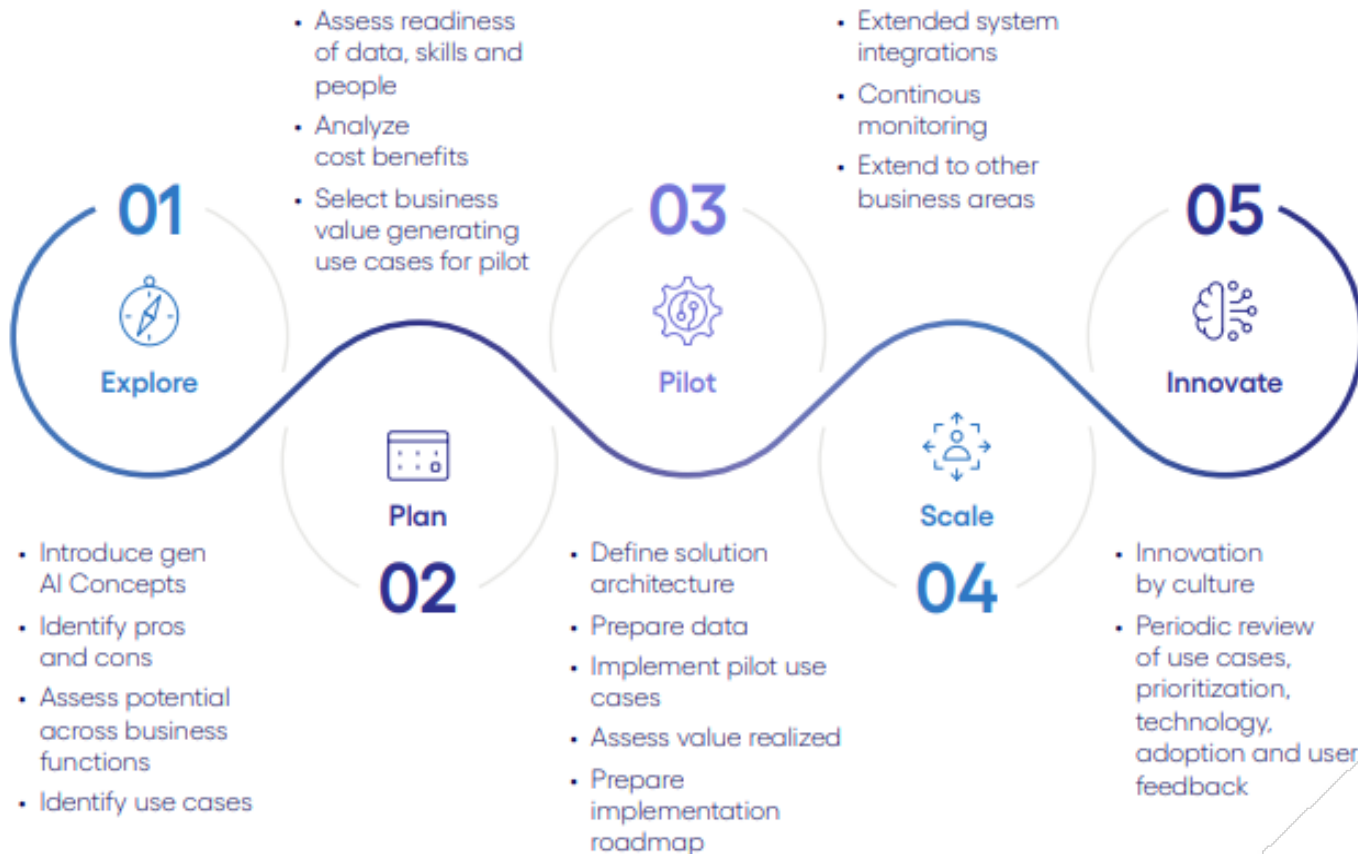 01
Explore
• Introduce gen
AI Concepts
• Identify pros
and cons
• Assess potential
across business
functions
• Identify use cases
• Assess readiness
of data, skills and
people
• Analyze
cost benefits
• Select business
value generating
use cases for pilot
Plan
02
03
Pilot
• Define solution
architecture
• Prepare data
• Implement pilot use
cases
• Assess value realized
• Prepare
implementation
roadmap
• Extended system
integrations
• Continous
monitoring
• Extend to other
business areas
Scale
04
05
Innovate
• Innovation
by culture
• Periodic review
of use cases,
prioritization,
technology,
adoption and user
feedback